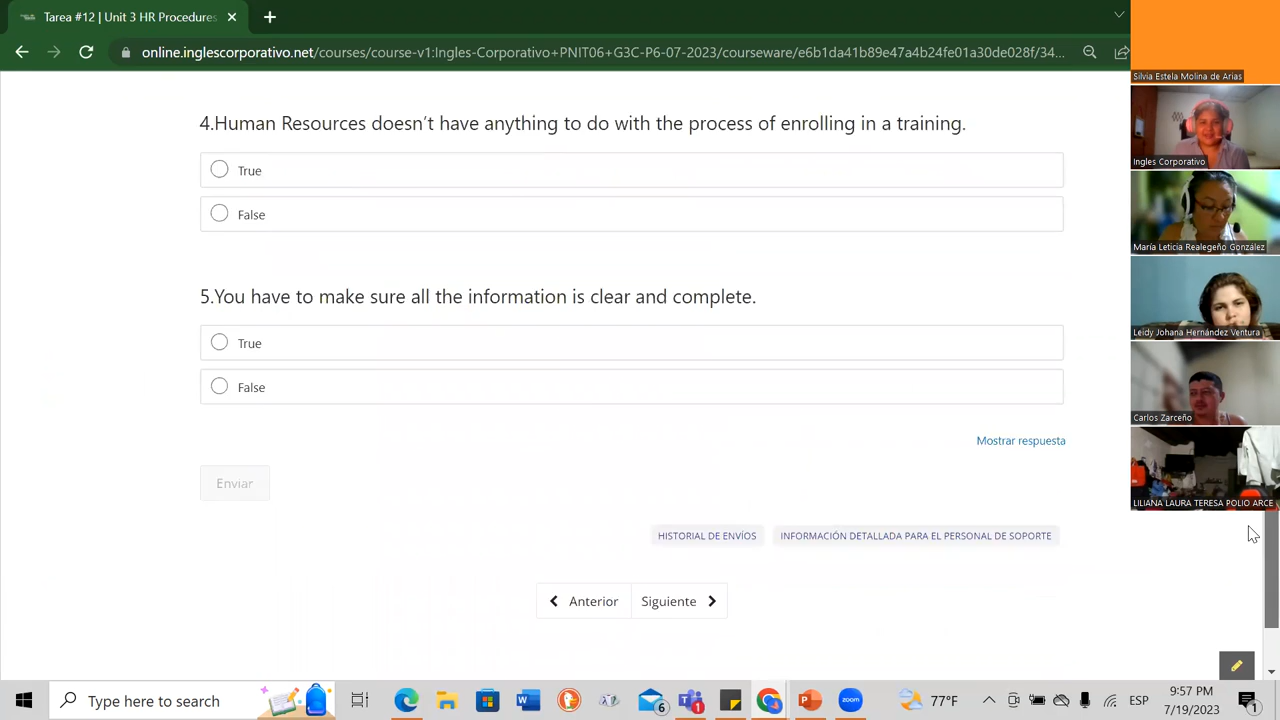 Tarea #12 | Unit 3 HR Procedures
online.inglescorporativo.net/courses/course-v1:Ingles-Corporativo+PNIT06+G3C-P6-07-2023/courseware/e6b1da41b89e47a4b24fe01a30de028f/34...
Silvia Estela Molina de Arias
4.Human Resources doesn’t have anything to do with the process of enrolling in a training.
Ingles Corporativo
True
False
María Leticia Realegeño González
5.You have to make sure all the information is clear and complete.
Leidy Johana Hernández Ventura
True
False
Carlos Zarceño
Mostrar respuesta
Enviar
LILIANA LAURA TERESA POLIO ARCE
HISTORIAL DE ENVÍOS
INFORMACIÓN DETALLADA PARA EL PERSONAL DE SOPORTE
Anterior
Siguiente
Type here to search
6
1
zoom
77°F
ESP
9:57 PM
7/19/2023
1